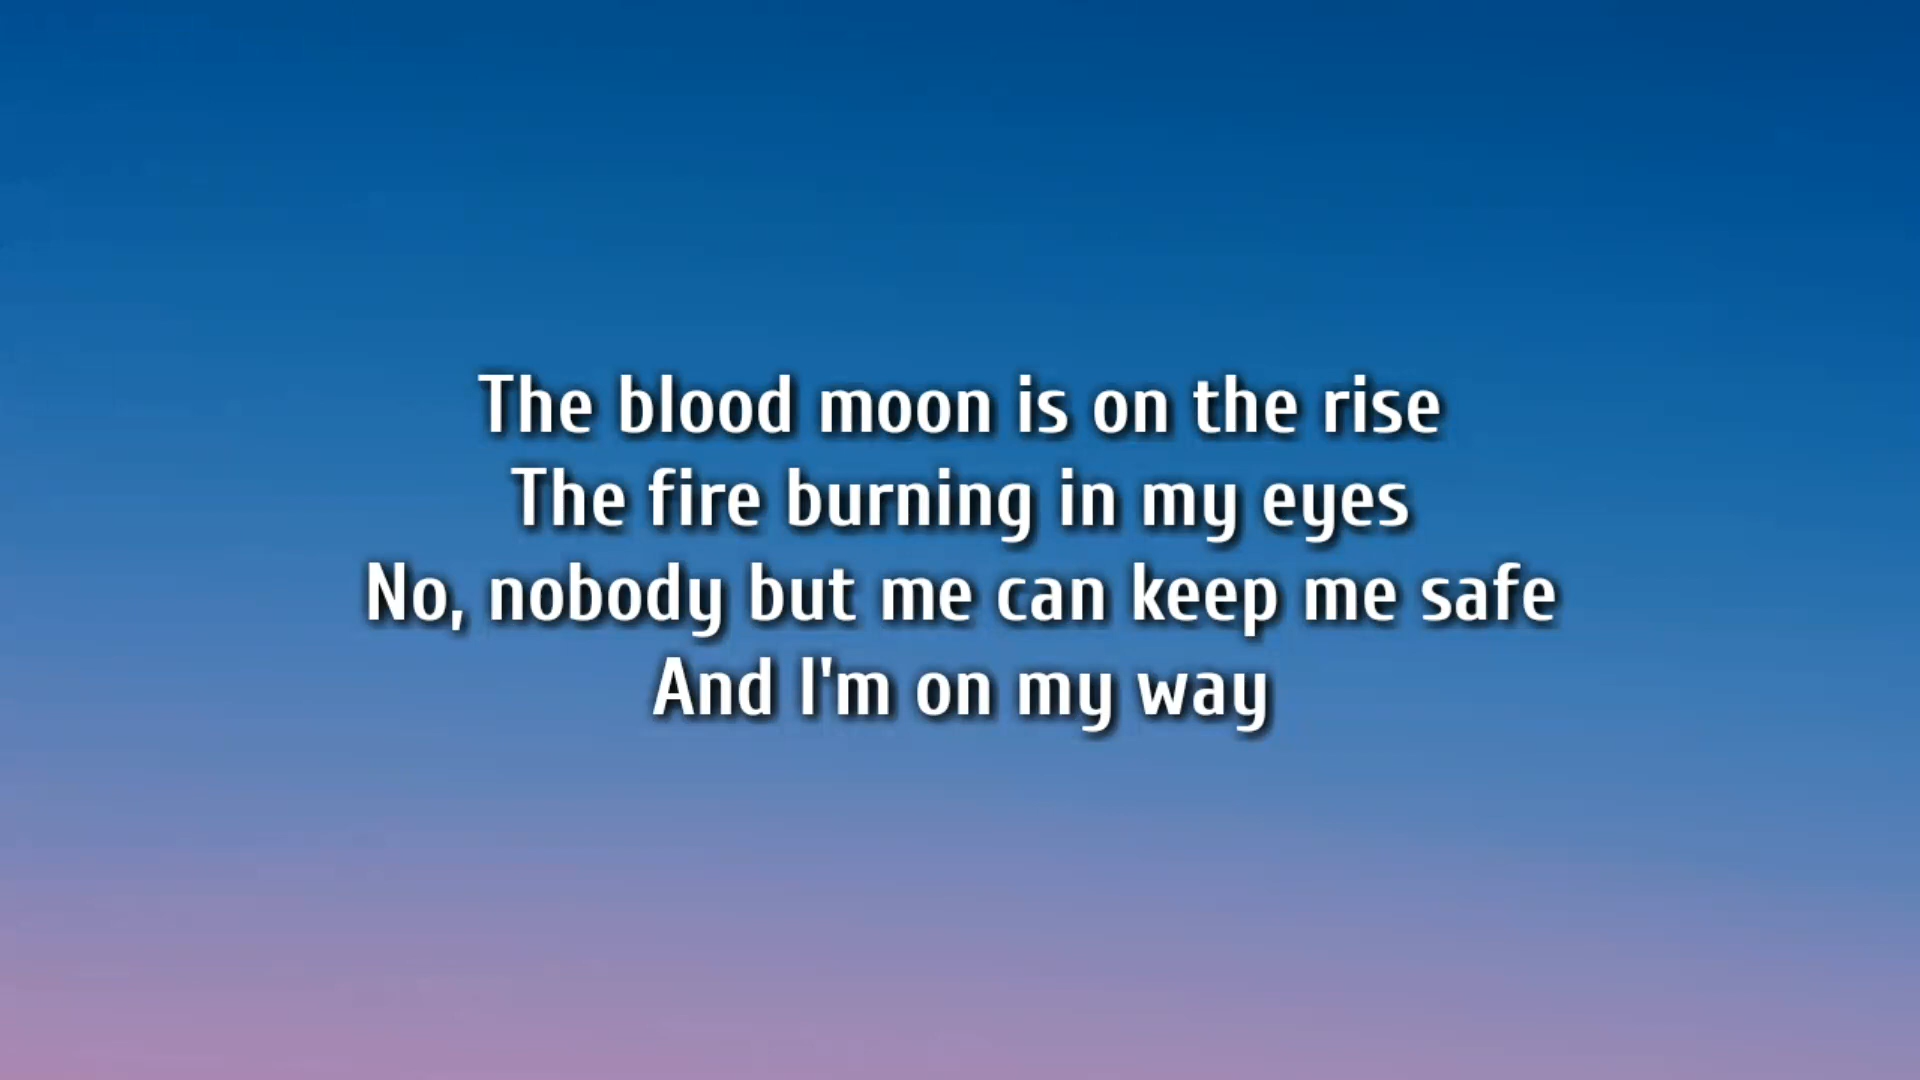 The blood moon is on the rise
The fire burning in my eyes
No, nobody but me can keep me safe
And I'm on my way